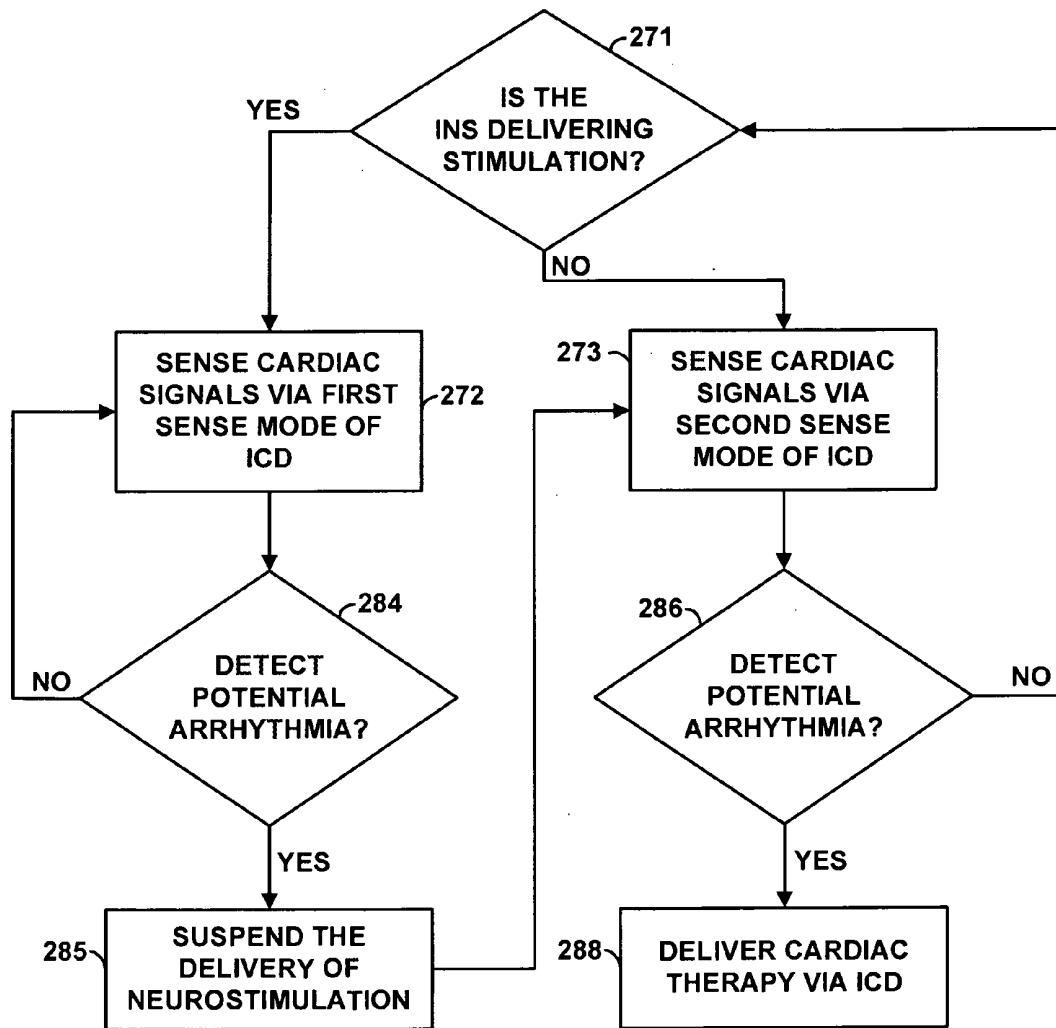 271
IS THE
INS DELIVERING
STIMULATION?
YES
NO
SENSE CARDIAC
SIGNALS VIA FIRST
SENSE MODE OF
ICD
272
273
SENSE CARDIAC
SIGNALS VIA
SECOND SENSE
MODE OF ICD
284
DETECT
POTENTIAL
ARRHYTHMIA?
NO
YES
286
DETECT
POTENTIAL
ARRHYTHMIA?
NO
YES
285
SUSPEND THE
DELIVERY OF
NEUROSTIMULATION
288
DELIVER CARDIAC
THERAPY VIA ICD